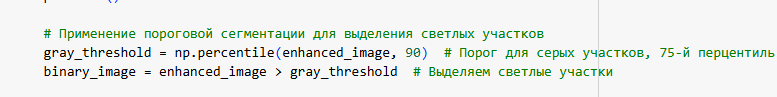 # Применение пороговой сегментации для выделения светлых участков
gray_threshold = np.percentile(enhanced_image, 90)  # Порог для серых участков, 75-й перцентиль
binary_image = enhanced_image > gray_threshold  # Выделяем светлые участки